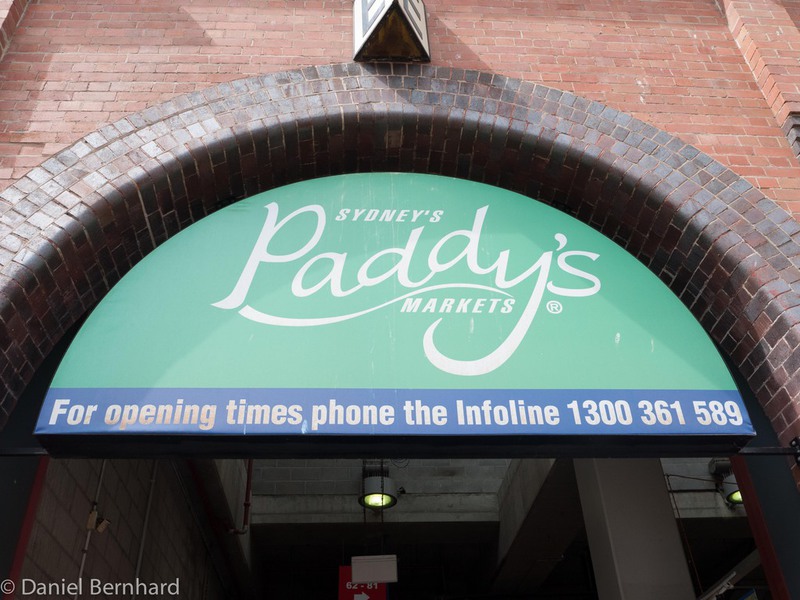 SYDNEY'S
Paddy's
MARKETS ®
For opening times phone the Infoline 1300 361 589
62 - 81
© Daniel Bernhard